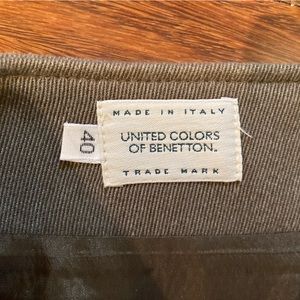 MADE IN ITALY
UNITED COLORS
OF BENETTON.
TRADE MARK
40